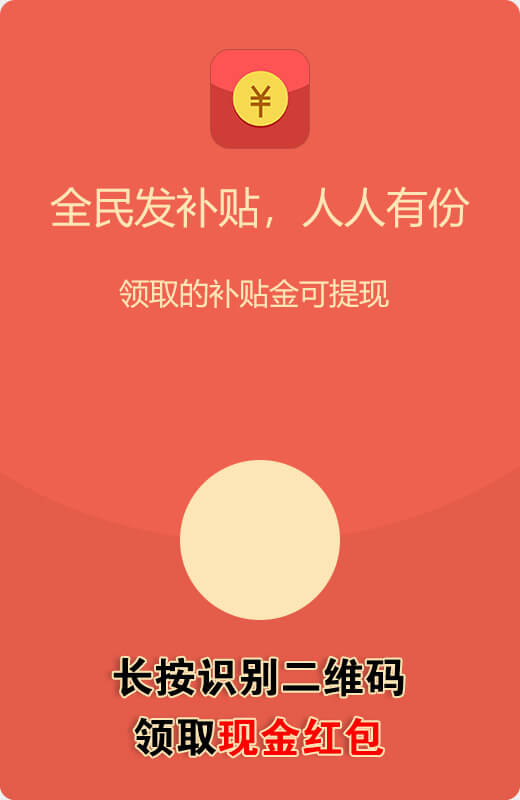 ¥
全民发补贴，人人有份
领取的补贴金可提现
长按识别二维码
领取现金红包